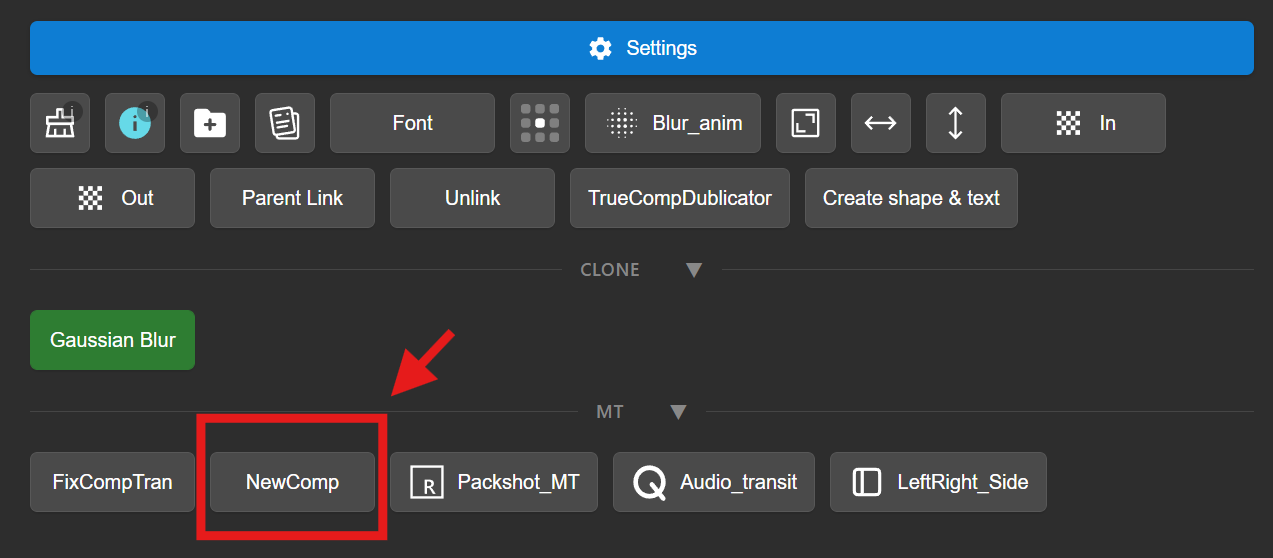 Settings
Font Blur_anim In
Out Parent Link Unlink TrueCompDublicator Create shape & text
CLONE
Gaussian Blur
MT
FixCompTran NewComp R Packshot_MT Audio_transit LeftRight_Side